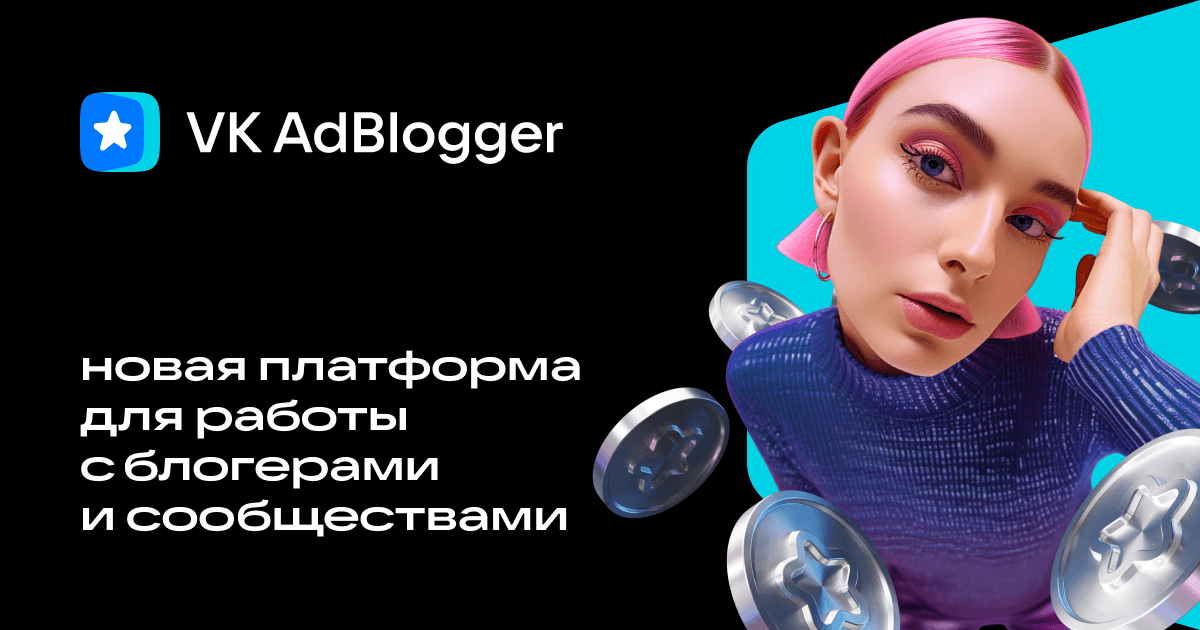 VK AdBlogger
новая платформа
для работы
с блогерами
и сообществами